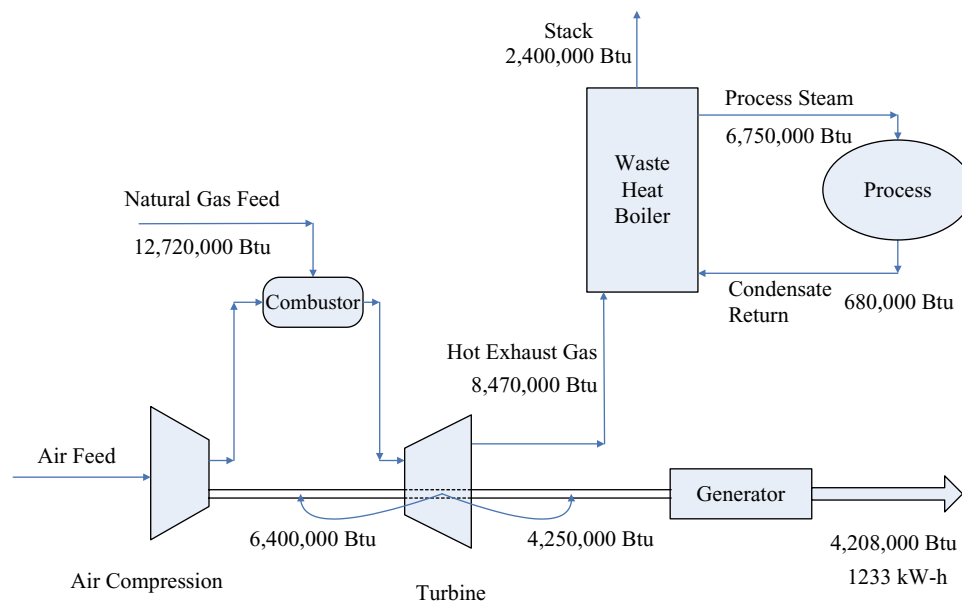 Stack
2,400,000 Btu
Process Steam
6,750,000 Btu
Waste
Heat
Boiler
Process
Natural Gas Feed
12,720,000 Btu
Combustor
Condensate
Return
680,000 Btu
Hot Exhaust Gas
8,470,000 Btu
Air Feed
Generator
6,400,000 Btu
4,250,000 Btu
4,208,000 Btu
1233 kW-h
Air Compression
Turbine